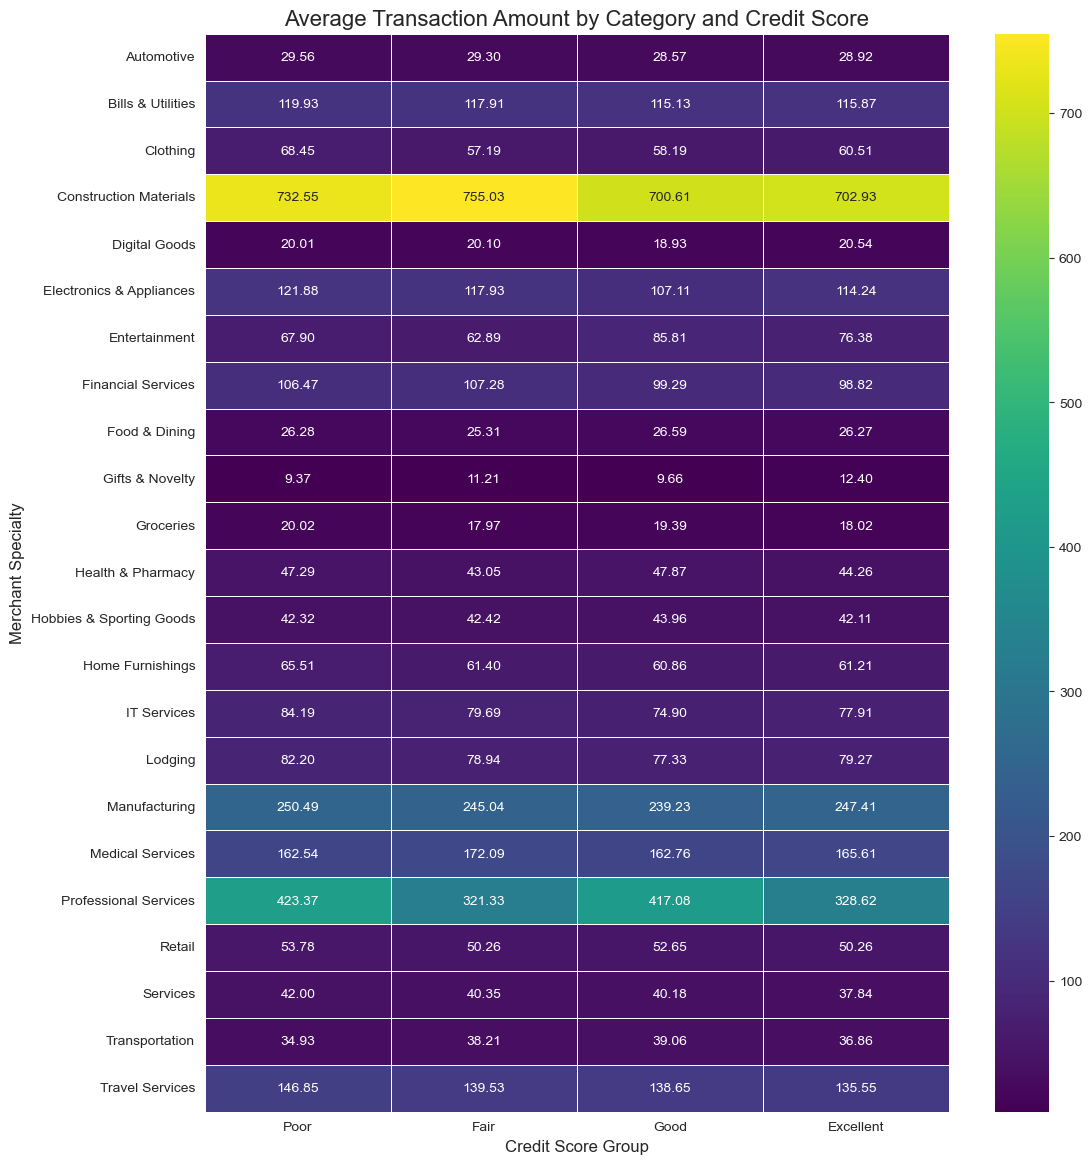 Average Transaction Amount by Category and Credit Score
Merchant Specialty
Automotive 29.56 29.30 28.57 28.92
Bills & Utilities 119.93 117.91 115.13 115.87
Clothing 68.45 57.19 58.19 60.51
Construction Materials 732.55 755.03 700.61 702.93
Digital Goods 20.01 20.10 18.93 20.54
Electronics & Appliances 121.88 117.93 107.11 114.24
Entertainment 67.90 62.89 85.81 76.38
Financial Services 106.47 107.28 99.29 98.82
Food & Dining 26.28 25.31 26.59 26.27
Gifts & Novelty 9.37 11.21 9.66 12.40
Groceries 20.02 17.97 19.39 18.02
Health & Pharmacy 47.29 43.05 47.87 44.26
Hobbies & Sporting Goods 42.32 42.42 43.96 42.11
Home Furnishings 65.51 61.40 60.86 61.21
IT Services 84.19 79.69 74.90 77.91
Lodging 82.20 78.94 77.33 79.27
Manufacturing 250.49 245.04 239.23 247.41
Medical Services 162.54 172.09 162.76 165.61
Professional Services 423.37 321.33 417.08 328.62
Retail 53.78 50.26 52.65 50.26
Services 42.00 40.35 40.18 37.84
Transportation 34.93 38.21 39.06 36.86
Travel Services 146.85 139.53 138.65 135.55
Poor Fair Good Excellent
Credit Score Group
700
600
500
400
300
200
100